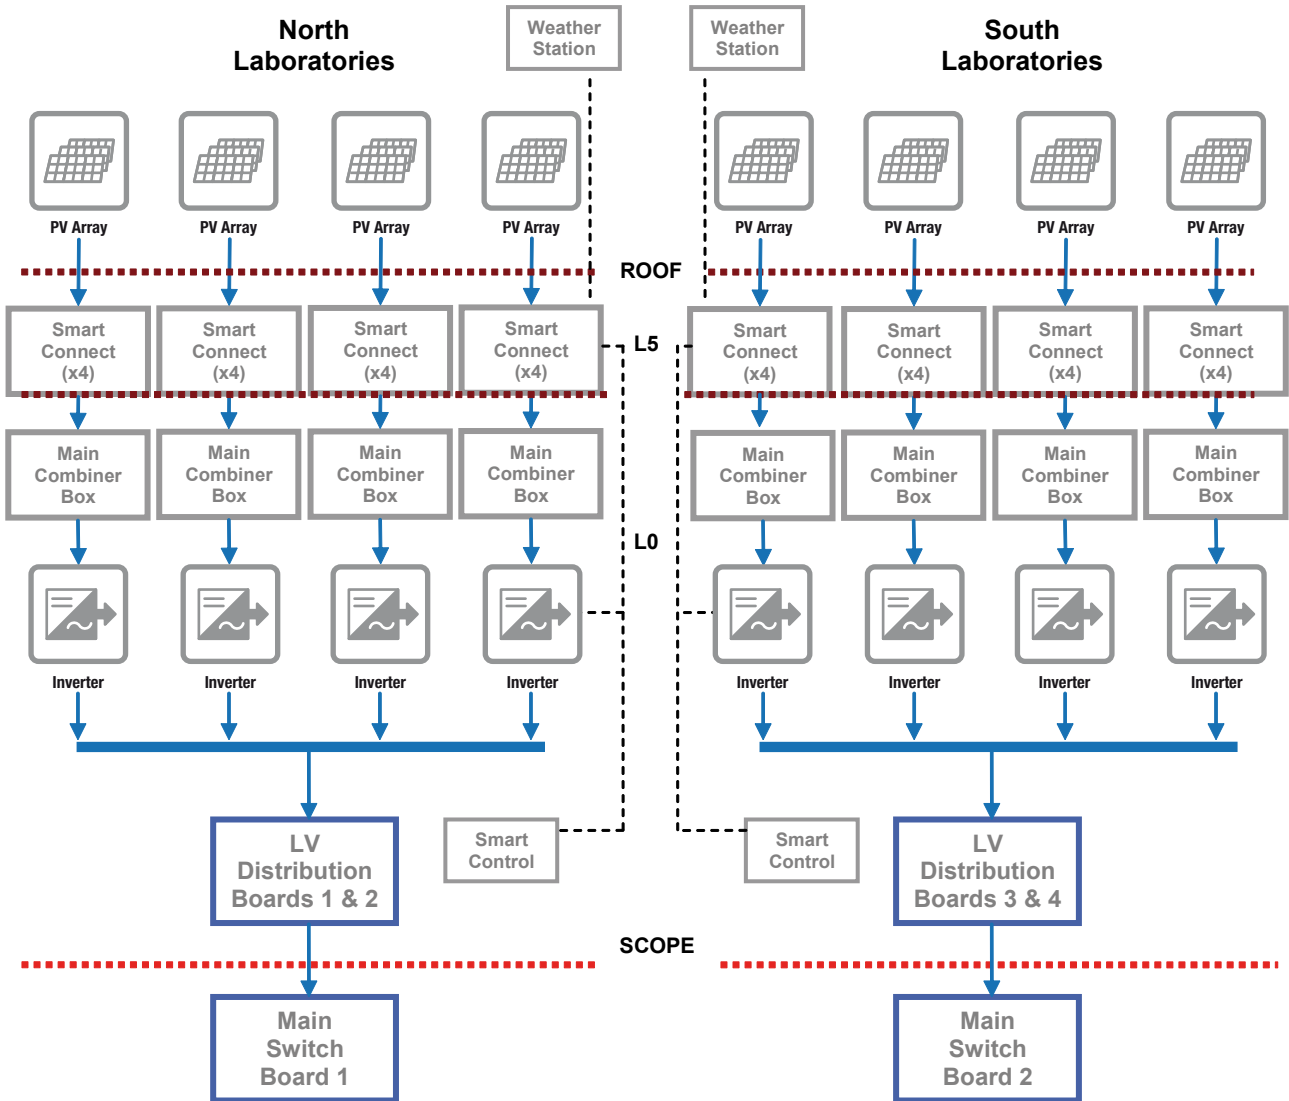 North
Laboratories
Weather
Station
Weather
Station
South
Laboratories
PV Array
PV Array
PV Array
PV Array
PV Array
PV Array
PV Array
PV Array
ROOF
Smart
Connect
(x4)
Smart
Connect
(x4)
Smart
Connect
(x4)
Smart
Connect
(x4)
L5
Smart
Connect
(x4)
Smart
Connect
(x4)
Smart
Connect
(x4)
Smart
Connect
(x4)
Main
Combiner
Box
Main
Combiner
Box
Main
Combiner
Box
Main
Combiner
Box
Main
Combiner
Box
Main
Combiner
Box
Main
Combiner
Box
Main
Combiner
Box
L0
Inverter
Inverter
Inverter
Inverter
Inverter
Inverter
Inverter
Inverter
LV
Distribution
Boards 1 & 2
Smart
Control
Smart
Control
LV
Distribution
Boards 3 & 4
SCOPE
Main
Switch
Board 1
Main
Switch
Board 2